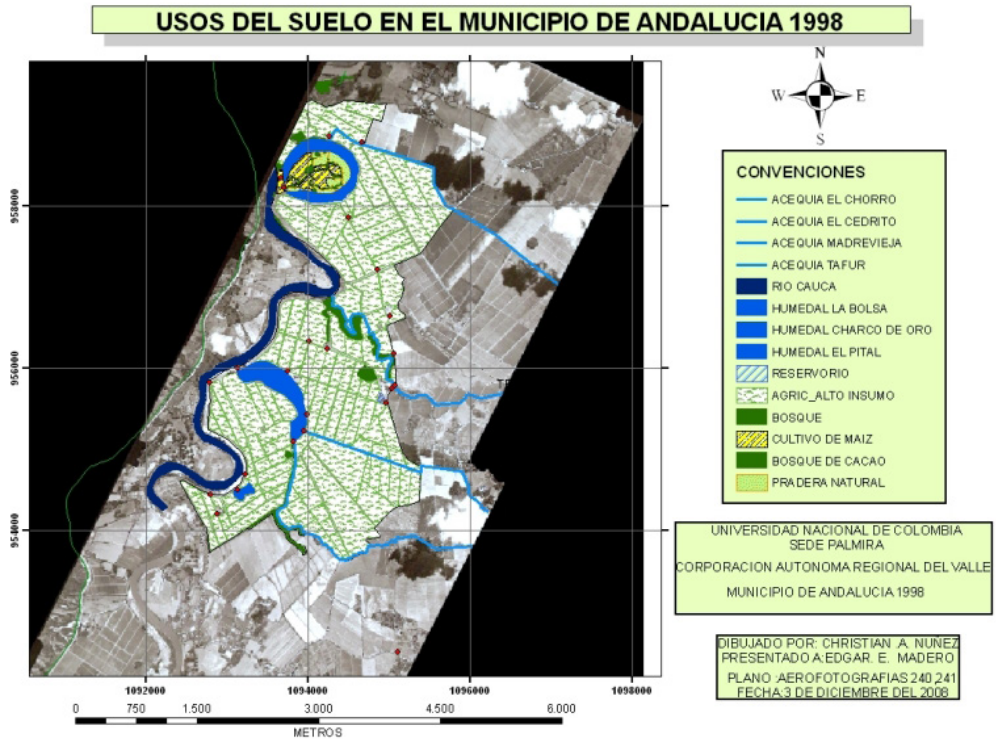 USOS DEL SUELO EN EL MUNICIPIO DE ANDALUCIA 1998
N
W E
S
CONVENCIONES
ACEQUIA EL CHORRO
ACEQUIA EL CEDRITO
ACEQUIA MADREVIEJA
ACEQUIA TAFUR
RIO CAUCA
HUMEDAL LA BOLSA
HUMEDAL CHARCO DE ORO
HUMEDAL EL PITAL
RESERVORIO
AGRIC_ALTO INSUMO
BOSQUE
CULTIVO DE MAIZ
BOSQUE DE CACAO
PRADERA NATURAL
958000
956000
954000
1092000 1094000 1096000 1098000
0 750 1.500 3.000 4.500 6.000
METROS
UNIVERSIDAD NACIONAL DE COLOMBIA
SEDE PALMIRA
CORPORACION AUTONOMA REGIONAL DEL VALLE
MUNICIPIO DE ANDALUCIA 1998
DIBUJADO POR: CHRISTIAN .A. NUÑEZ
PRESENTADO A:EDGAR. E. MADERO
PLANO :AEROFOTOGRAFIAS 240,241
FECHA:3 DE DICIEMBRE DEL 2008